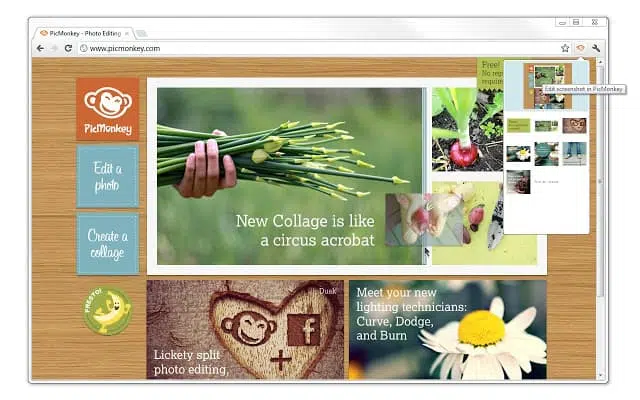 PicMonkey - Photo Editing
www.picmonkey.com
Free!
No reg
require
Edit screenshot in PicMonkey
PicMonkey
Edit a
photo
Create a
collage
New Collage is like
a circus acrobat
PRESTO!
Dusk
Lickety split
photo editing,
f
+
Meet your new
lighting technicians:
Curve, Dodge,
and Burn